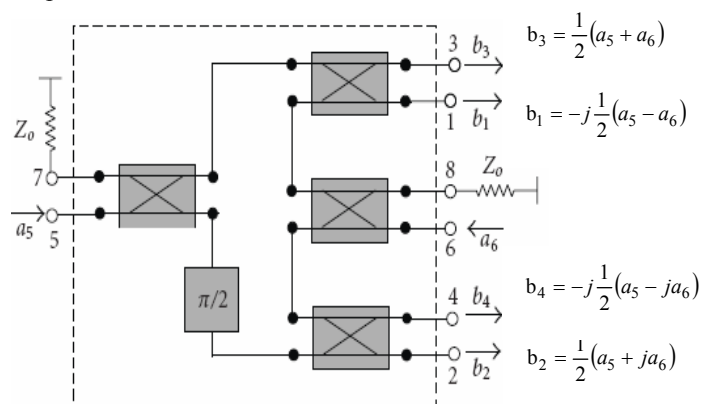 3 b₃
b₃ = 1/2 (a₅ + a₆)
Zₒ
1 b₁
b₁ = −j 1/2 (a₅ − a₆)
7
8 Zₒ
a₅ 5
6 a₆
π/2
4 b₄
b₄ = −j 1/2 (a₅ − ja₆)
2 b₂
b₂ = 1/2 (a₅ + ja₆)